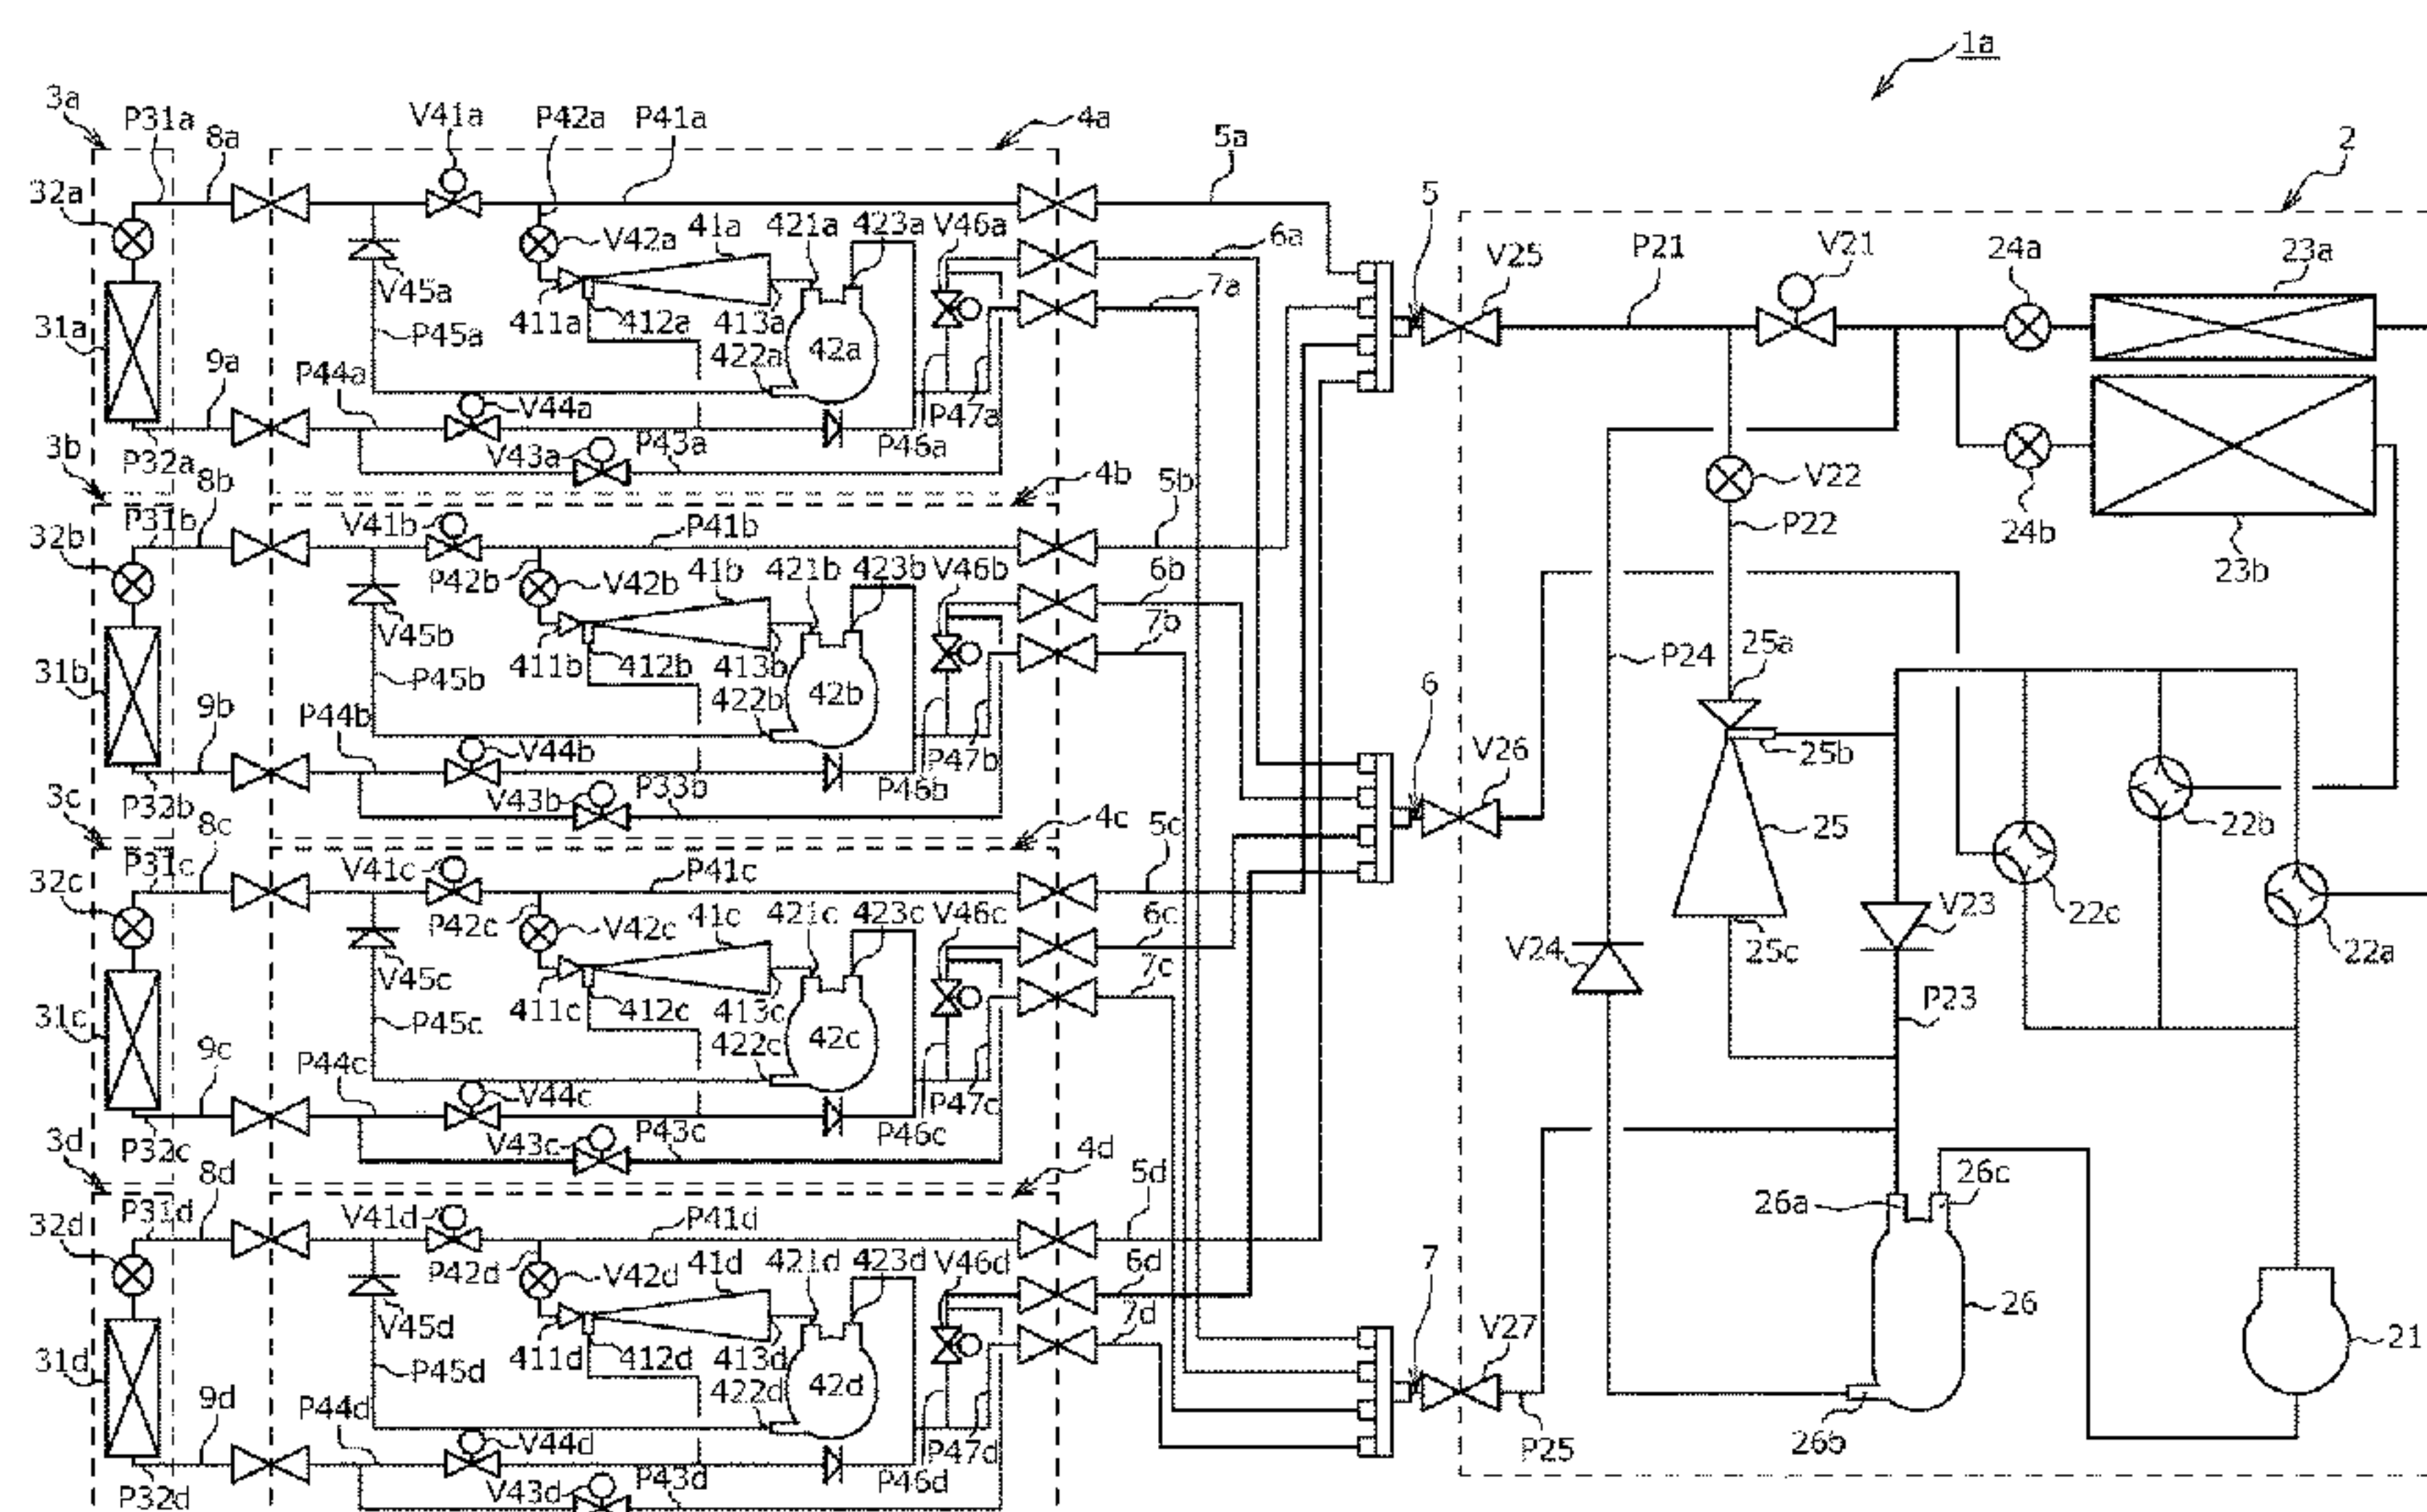 1a
3a P31a 8a V41a P42a P41a 4a 5a 2
32a V42a 41a 421a 423a V46a 6a 5 V25 P21 V21 24a 23a
V45a 7a
31a P45a 411a 412a 413a
422a 42a
9a P44a V44a P47a
3b P32a V43a P43a P46a 4b V22
8b 5b
32b P31b V41b P41b P22 24b
P42b V42b 41b 421b 423b V46b 6b 23b
V45b 7b
31b P45b 411b 412b 413b P24 25a
422b 42b 6
9b P44b V44b P47b V26 25b
3c P33b V43b P33b P46b 4c
8c 5c 25 22b
32c P31c V41c P41c
P42c V42c 41c 421c 423c V46c 6c V23 22c
V45c 7c V24 25c 22a
31c P45c 411c 412c 413c P23
422c 42c
9c P44c V44c P47c
3d P32c V43c P43c P46c 4d
8d 5d 26a 26c
32d P31d V41d P41d
P42d V42d 41d 421d 423d V46d 6d 7
V45d 7d V27 26 21
31d P45d 411d 412d 413d
422d 42d
9d P44d V44d P47d P25 26b
P32d V43d P43d P46d